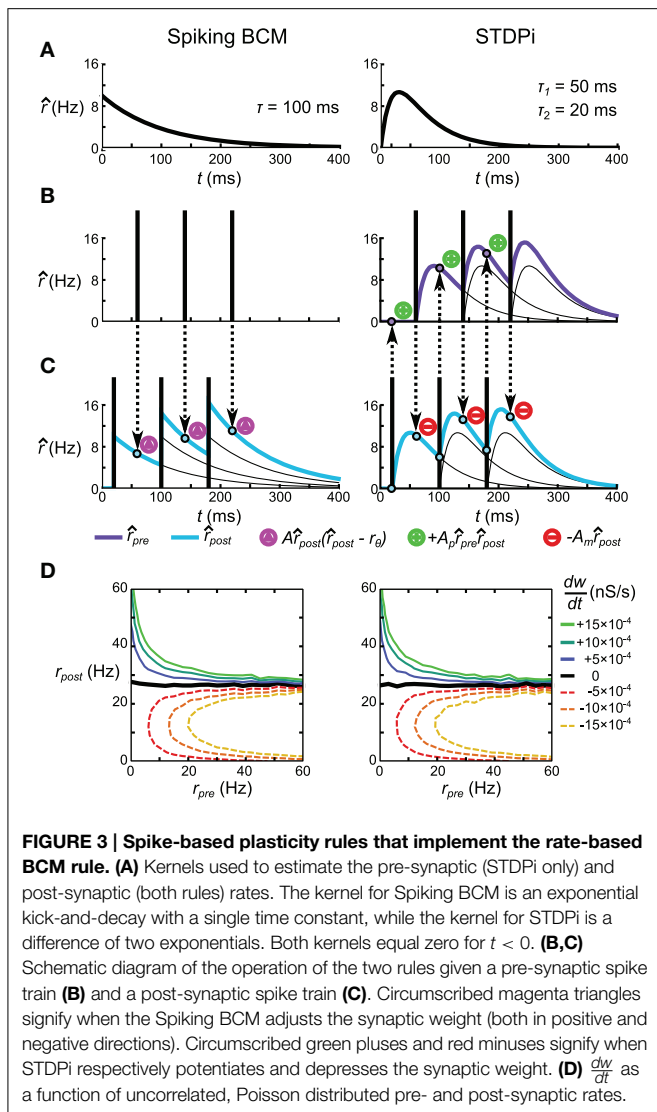 Spiking BCM
STDPi
A
r̂ (Hz)
16
8
0
τ = 100 ms
0 100 200 300 400
t (ms)
16
8
0
τ1 = 50 ms
τ2 = 20 ms
0 100 200 300 400
t (ms)
B
r̂ (Hz)
16
8
0
16
8
0
0 100 200 300 400
t (ms)
C
r̂ (Hz)
16
8
0
0 100 200 300 400
t (ms)
16
8
0
0 100 200 300 400
t (ms)
r̂pre r̂post Ar̂post(r̂post - rθ) +Apr̂prer̂post -Amr̂post
D
rpost (Hz)
60
40
20
0
0 20 40 60
rpre (Hz)
60
40
20
0
0 20 40 60
rpre (Hz)
dw/dt (nS/s)
+15×10⁻⁴
+10×10⁻⁴
+5×10⁻⁴
0
-5×10⁻⁴
-10×10⁻⁴
-15×10⁻⁴
FIGURE 3 | Spike-based plasticity rules that implement the rate-based
BCM rule. (A) Kernels used to estimate the pre-synaptic (STDPi only) and
post-synaptic (both rules) rates. The kernel for Spiking BCM is an exponential
kick-and-decay with a single time constant, while the kernel for STDPi is a
difference of two exponentials. Both kernels equal zero for t < 0. (B,C)
Schematic diagram of the operation of the two rules given a pre-synaptic spike
train (B) and a post-synaptic spike train (C). Circumscribed magenta triangles
signify when the Spiking BCM adjusts the synaptic weight (both in positive and
negative directions). Circumscribed green pluses and red minuses signify when
STDPi respectively potentiates and depresses the synaptic weight. (D) dw/dt as
a function of uncorrelated, Poisson distributed pre- and post-synaptic rates.